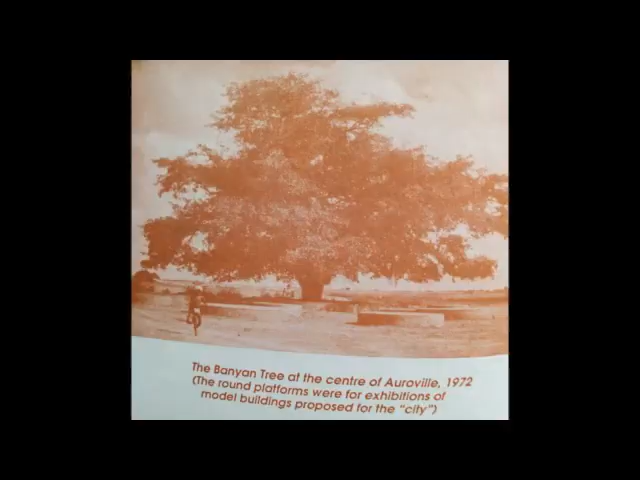 The Banyan Tree at the centre of Auroville, 1972
(The round platforms were for exhibitions of
model buildings proposed for the “city”)